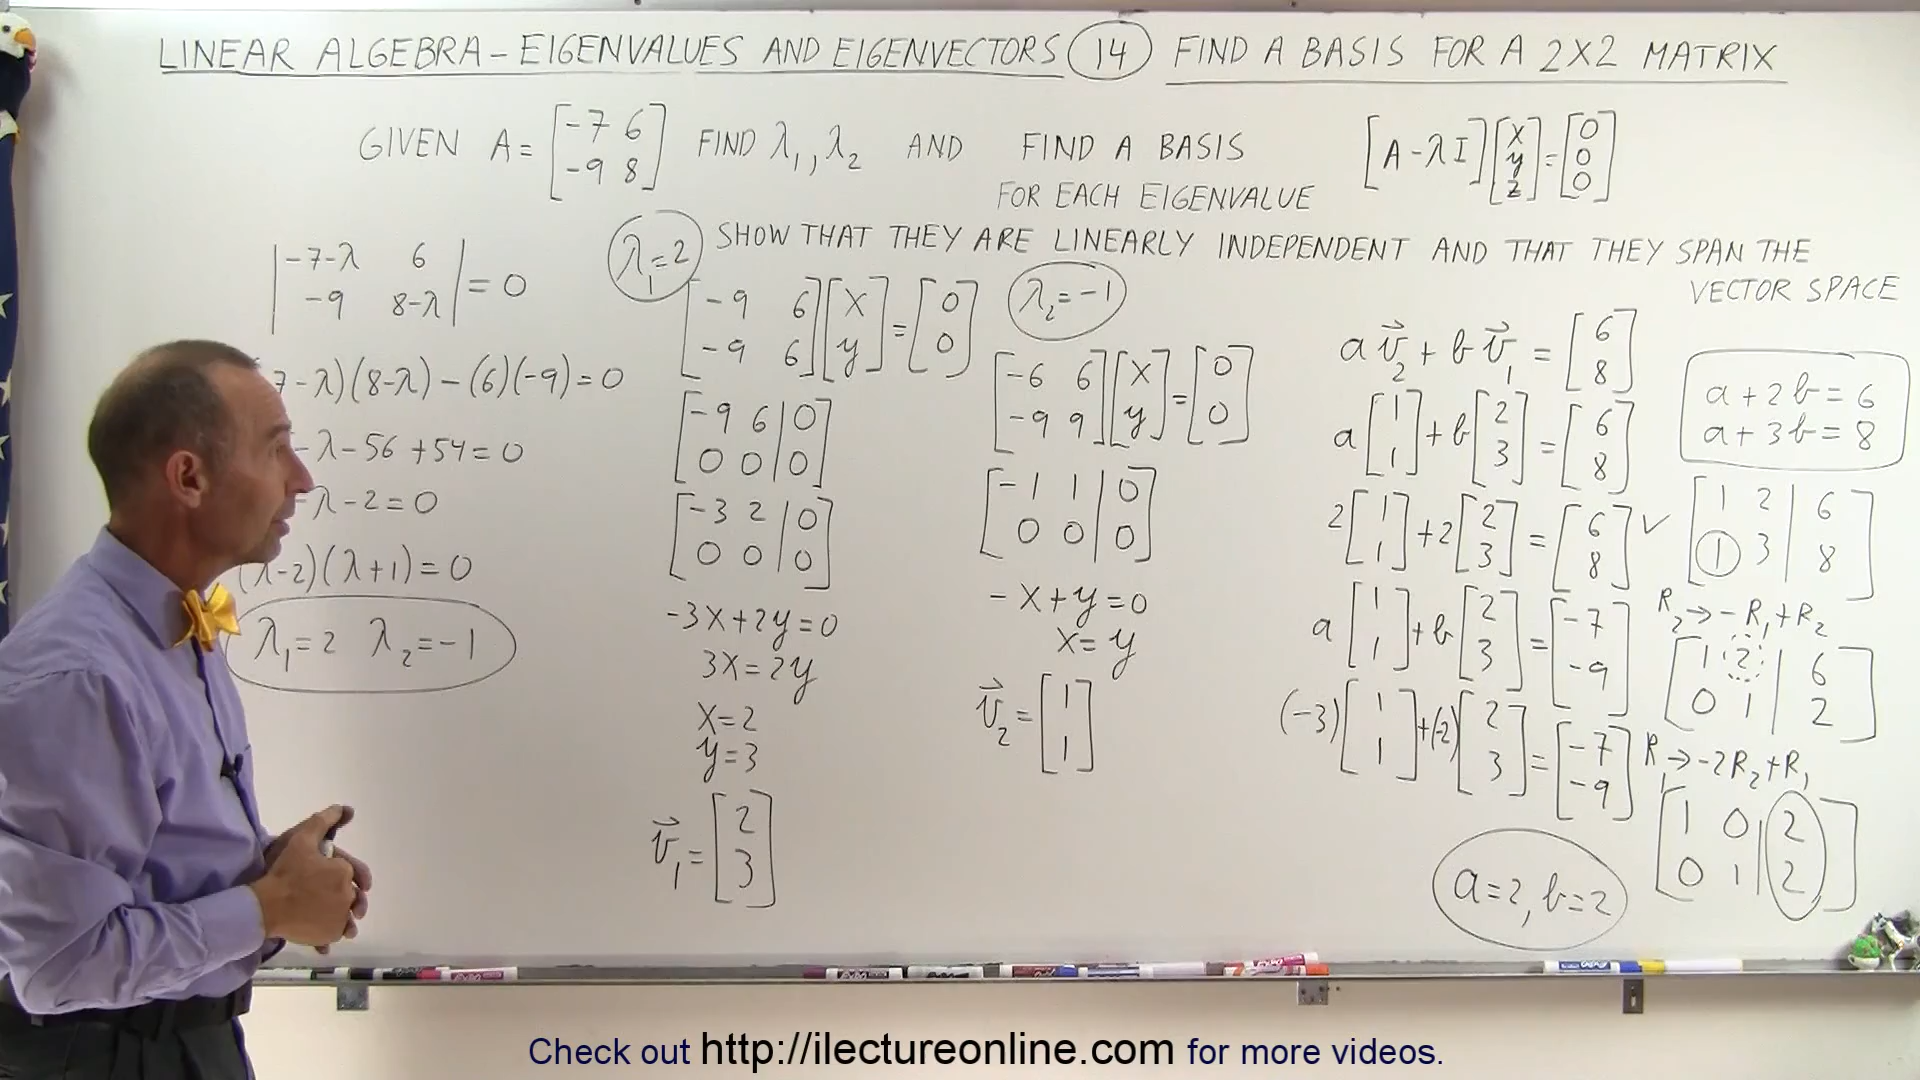 LINEAR ALGEBRA - EIGENVALUES AND EIGENVECTORS 14 FIND A BASIS FOR A 2X2 MATRIX
GIVEN A = [-7 6
-9 8] FIND λ₁, λ₂ AND FIND A BASIS
FOR EACH EIGENVALUE
[A-λI] [x
y
z] = [0
0
0]
SHOW THAT THEY ARE LINEARLY INDEPENDENT AND THAT THEY SPAN THE
VECTOR SPACE
|-7-λ 6
-9 8-λ| = 0
7-λ)(8-λ) - (6)(-9) = 0
-λ-56+54=0
-λ-2=0
(λ-2)(λ+1)=0
λ₁=2 λ₂=-1
λ₁=2
[-9 6
-9 6] [x
y] = [0
0]
[-9 6|0
0 0|0]
[-3 2|0
0 0|0]
-3x+2y=0
3x=2y
x=2
y=3
v⃗₁ = [2
3]
λ₂=-1
[-6 6
-9 9] [x
y] = [0
0]
[-1 1|0
0 0|0]
-x+y=0
x=y
v⃗₂ = [1
1]
a v⃗₂ + b v⃗₁ = [6
8]
a [1
1] + b [2
3] = [6
8]
2 [1
1] + 2 [2
3] = [6
8] ✓
a [1
1] + b [2
3] = [-7
-9]
(-3) [1
1] + (-2) [2
3] = [-7
-9]
a=2, b=2
a+2b=6
a+3b=8
[1 2|6
1 3|8]
R₂→-R₁+R₂
[1 2|6
0 1|2]
R₁→-2R₂+R₁
[1 0|2
0 1|2]
Check out http://ilectureonline.com for more videos.